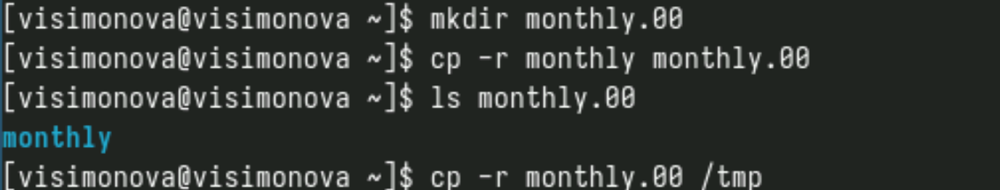 [visimonova@visimonova ~]$ mkdir monthly.00
[visimonova@visimonova ~]$ cp -r monthly monthly.00
[visimonova@visimonova ~]$ ls monthly.00
monthly
[visimonova@visimonova ~]$ cp -r monthly.00 /tmp